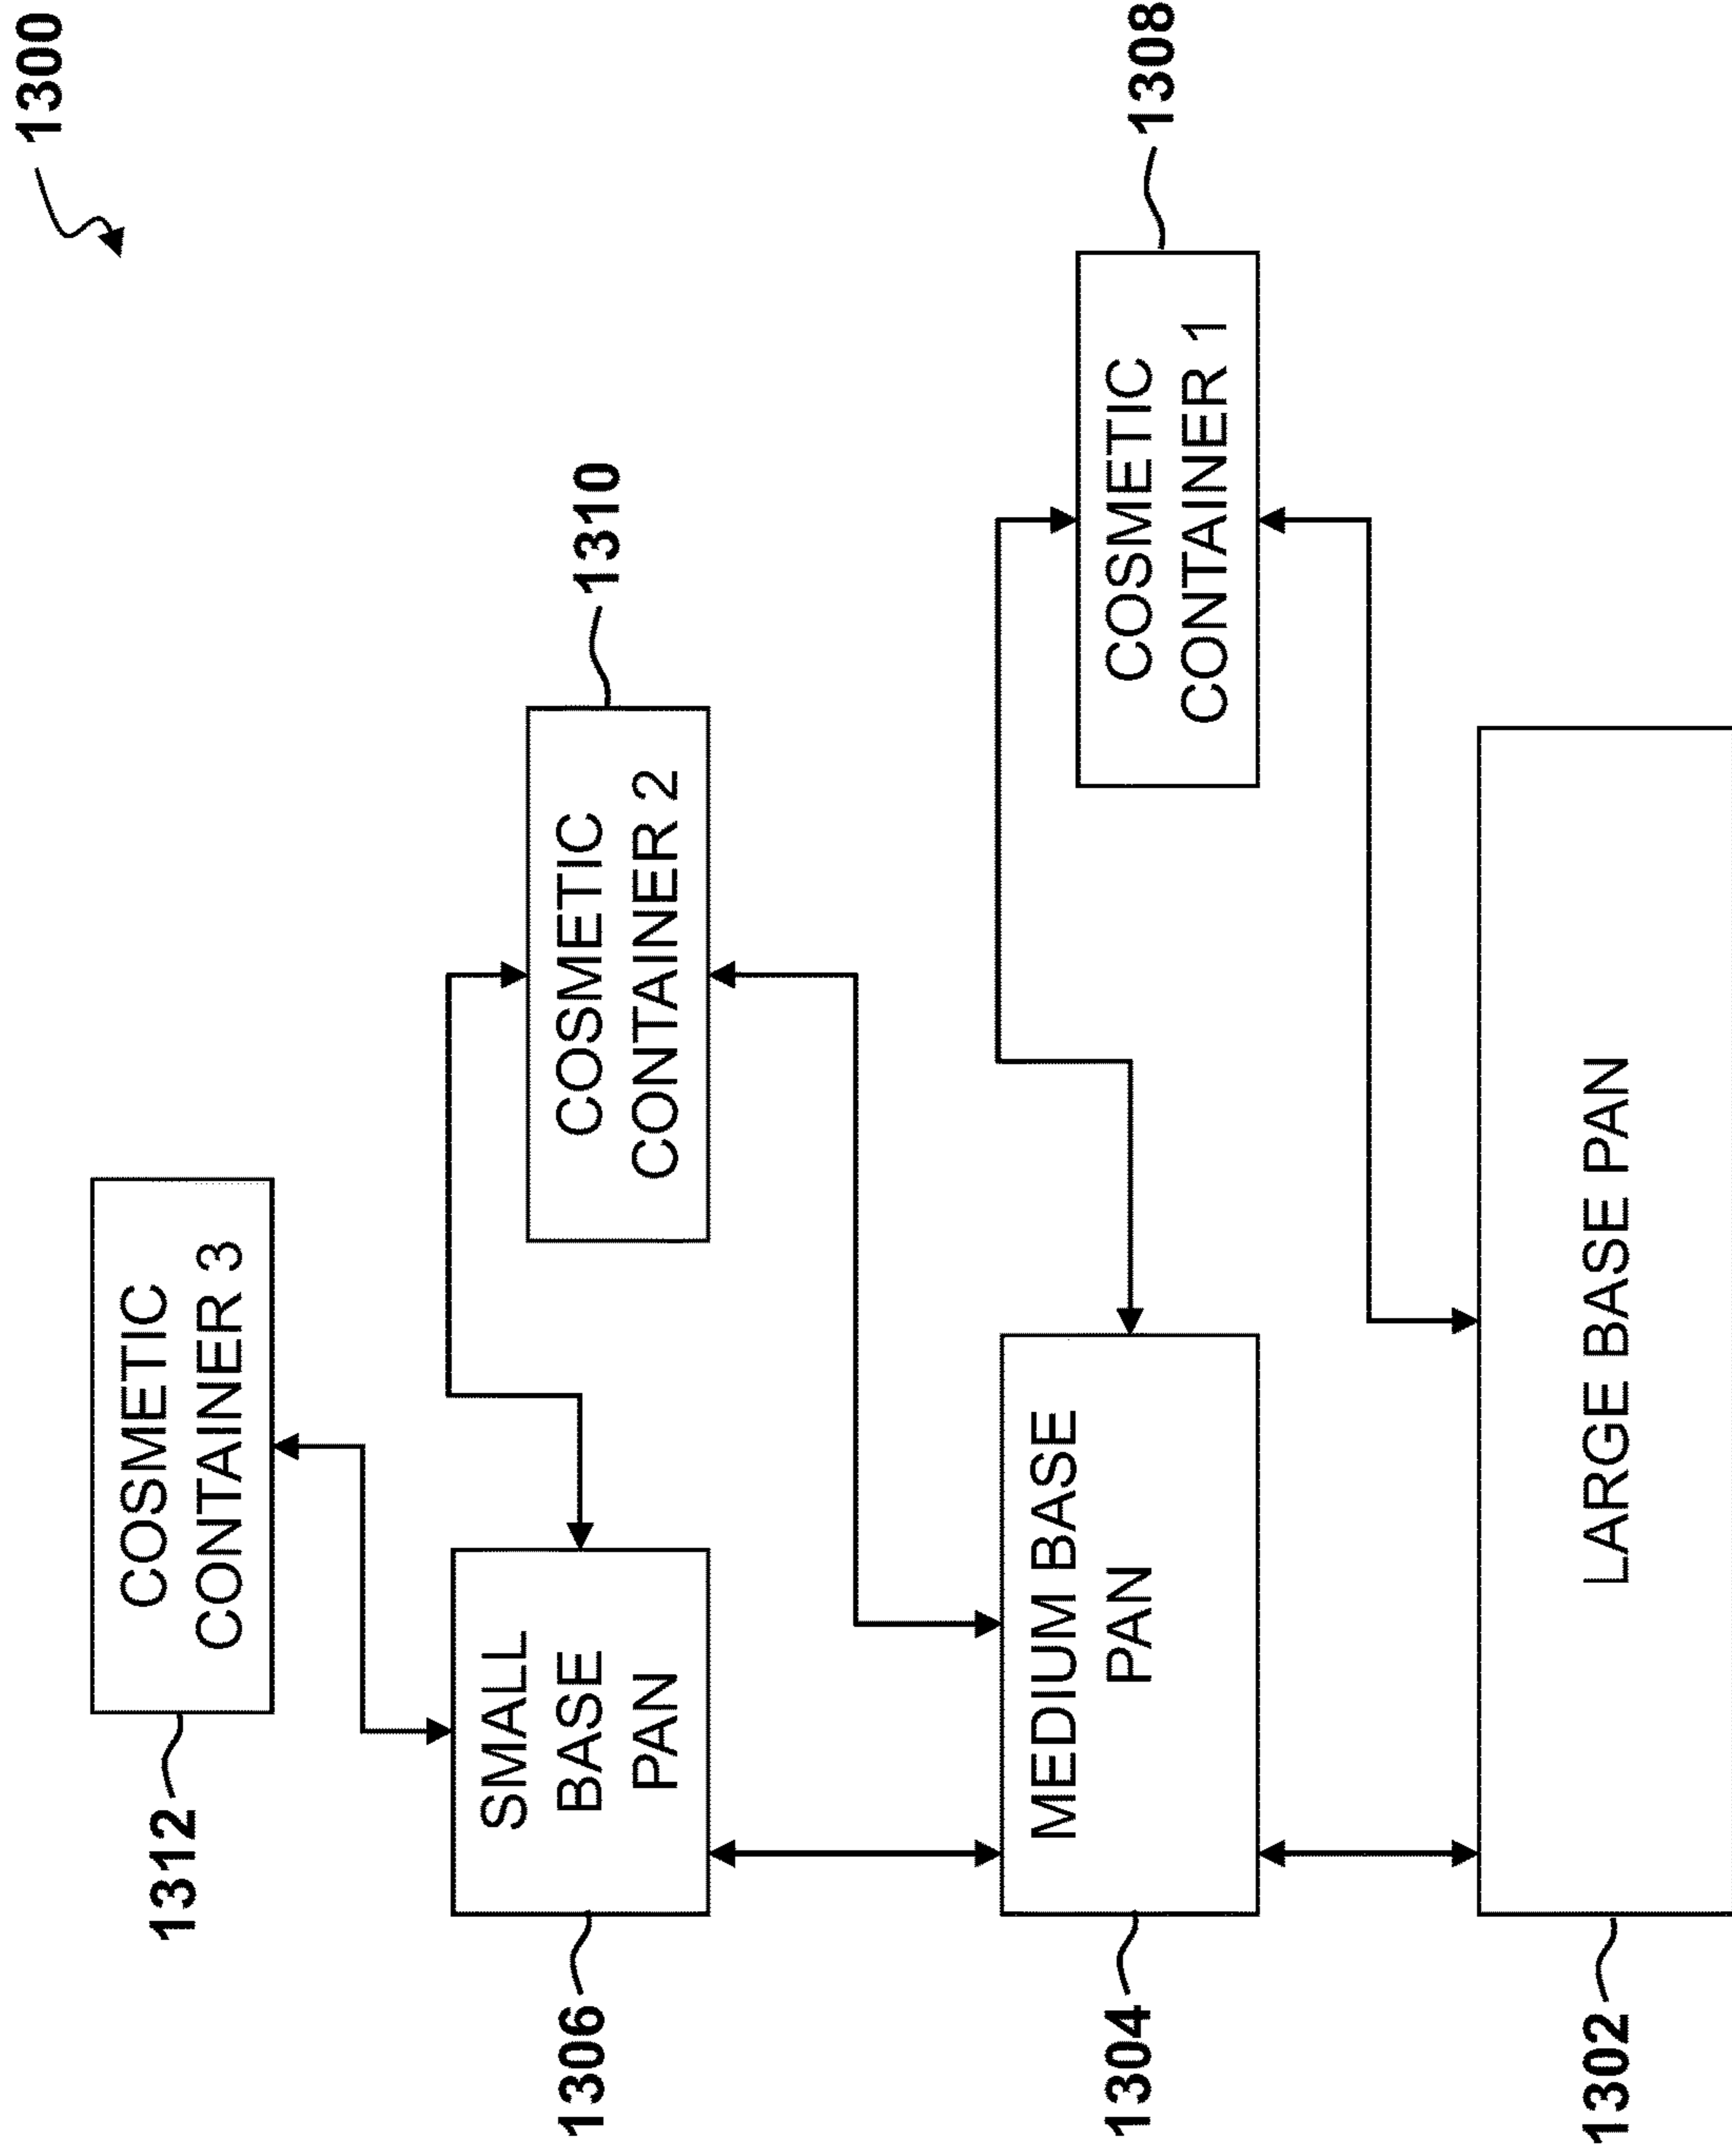 1300
COSMETIC
CONTAINER 3
1312
COSMETIC
CONTAINER 2
1310
SMALL
BASE
PAN
1306
COSMETIC
CONTAINER 1
1308
MEDIUM BASE
PAN
1304
LARGE BASE PAN
1302